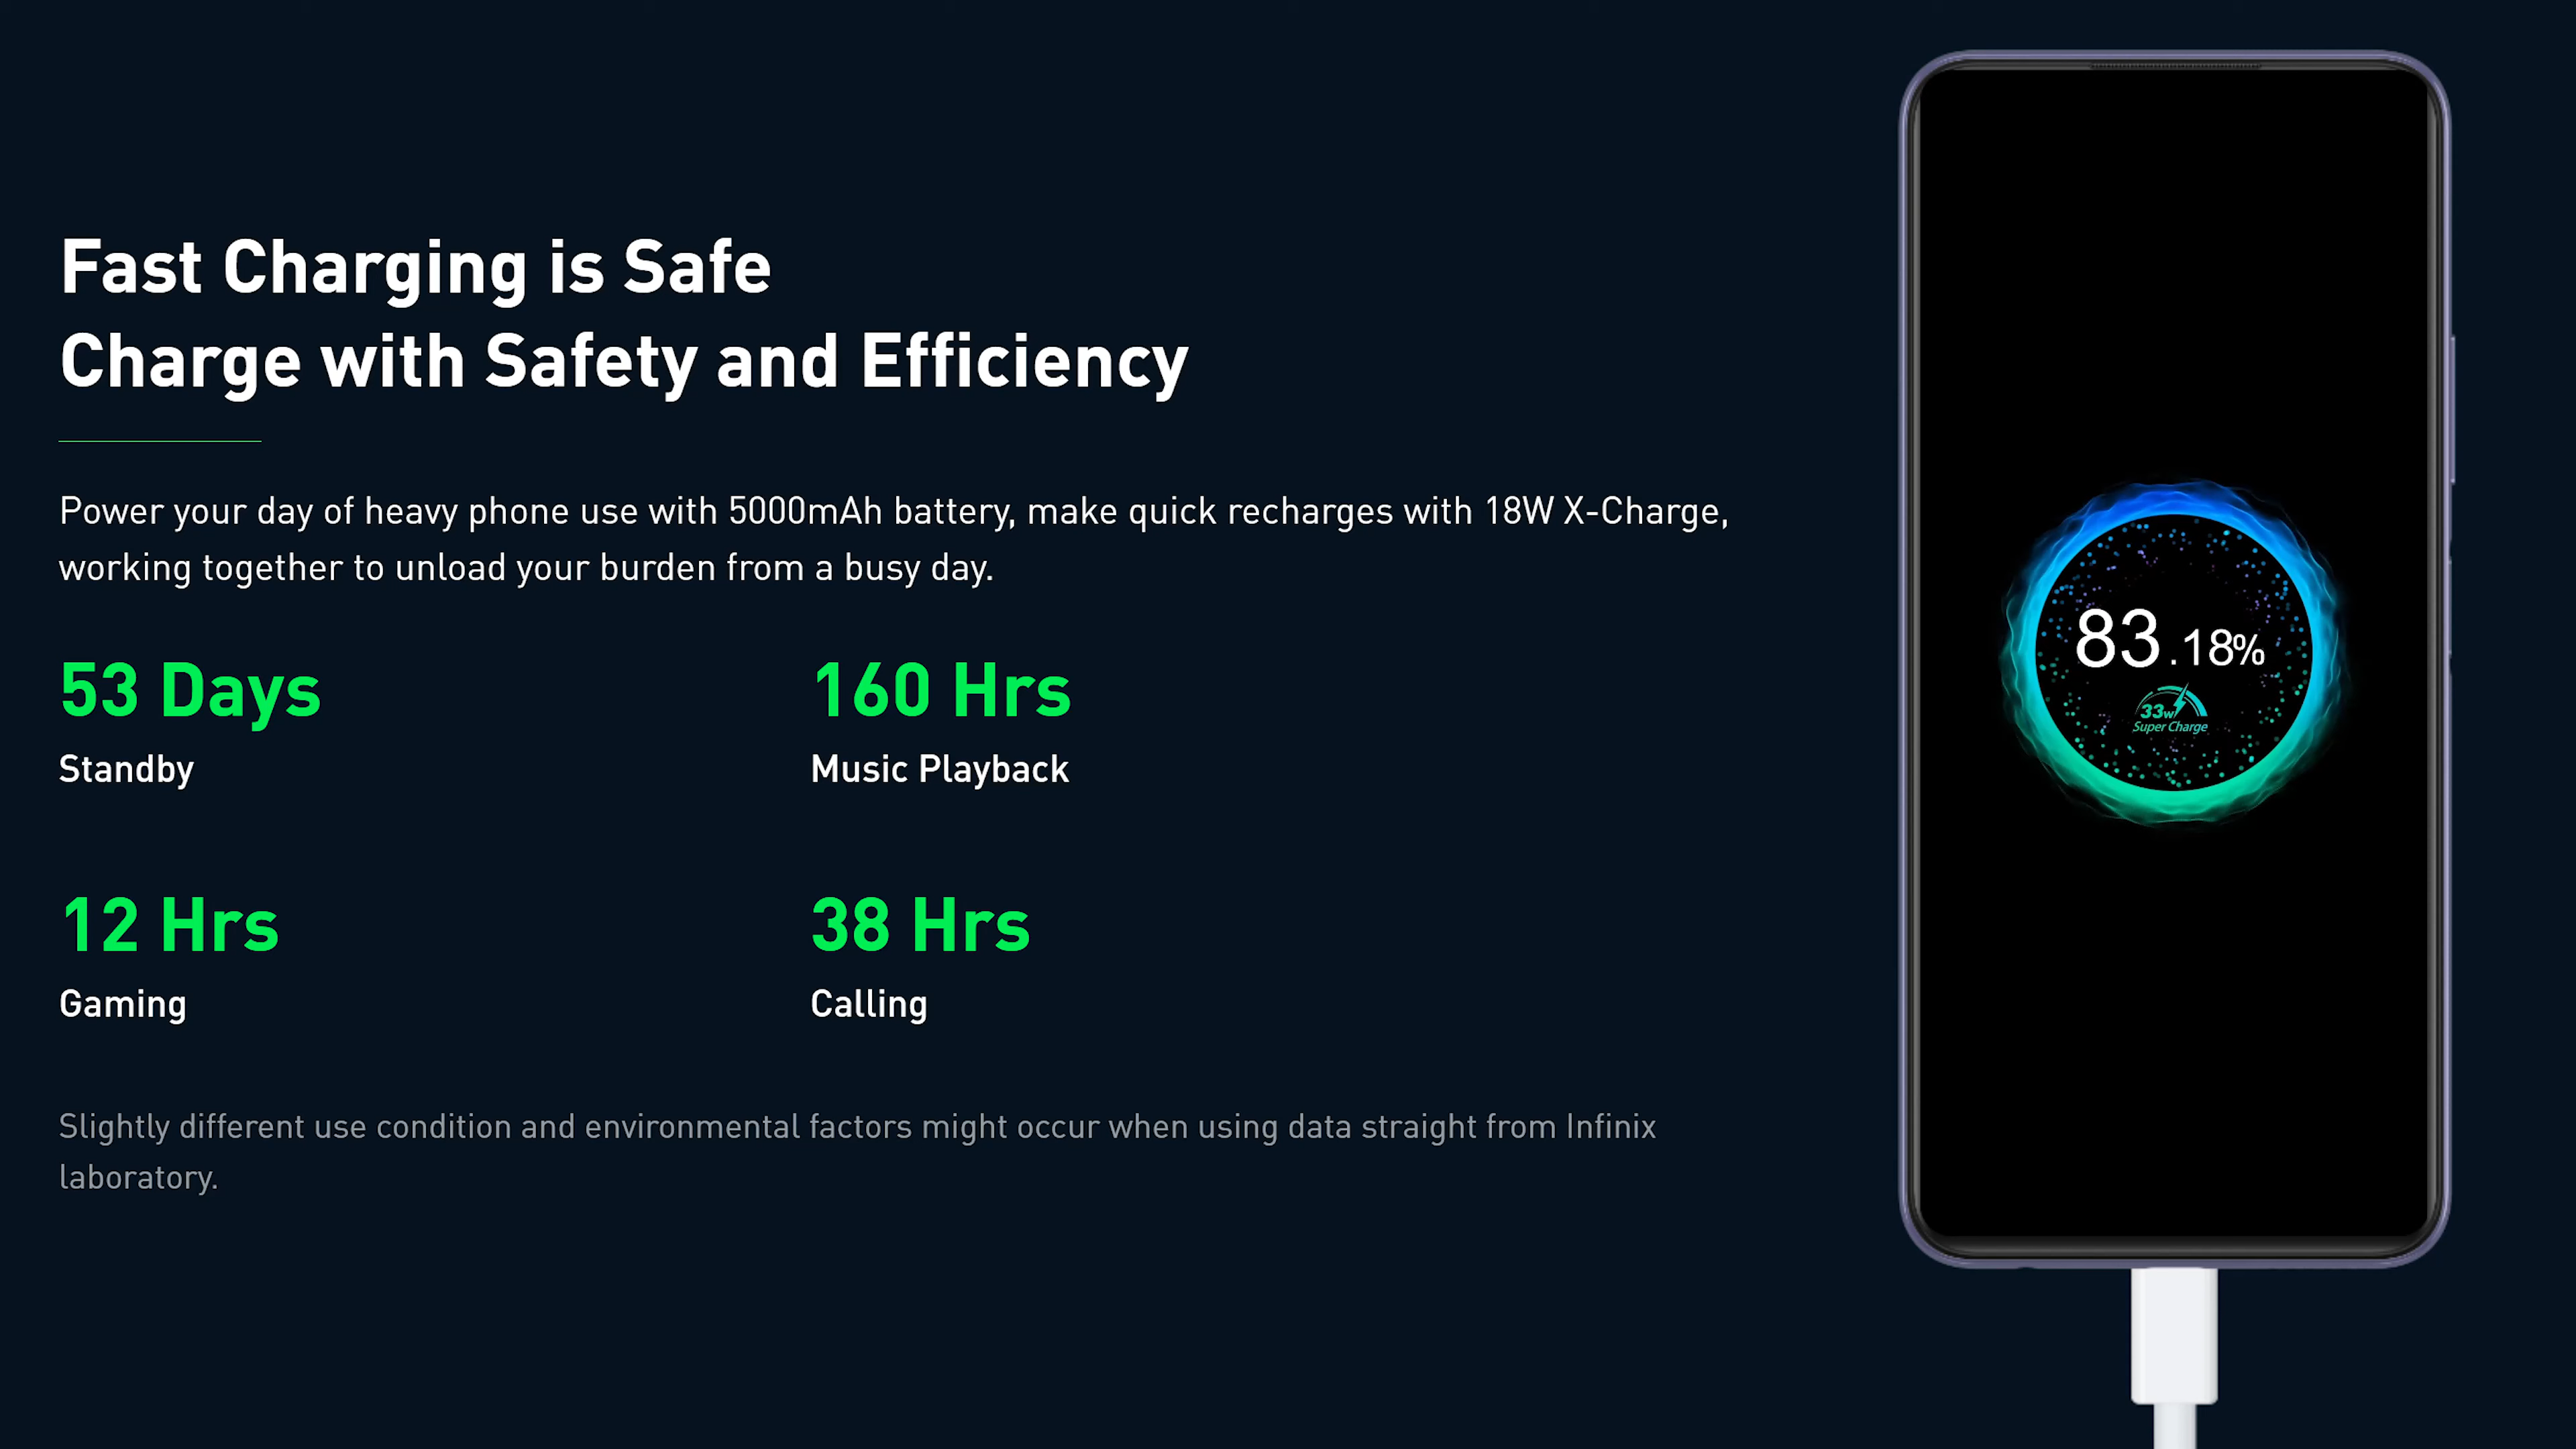 Fast Charging is Safe
Charge with Safety and Efficiency
Power your day of heavy phone use with 5000mAh battery, make quick recharges with 18W X-Charge,
working together to unload your burden from a busy day.
53 Days
Standby
160 Hrs
Music Playback
12 Hrs
Gaming
38 Hrs
Calling
Slightly different use condition and environmental factors might occur when using data straight from Infinix
laboratory.
83.18%
33w
Super Charge